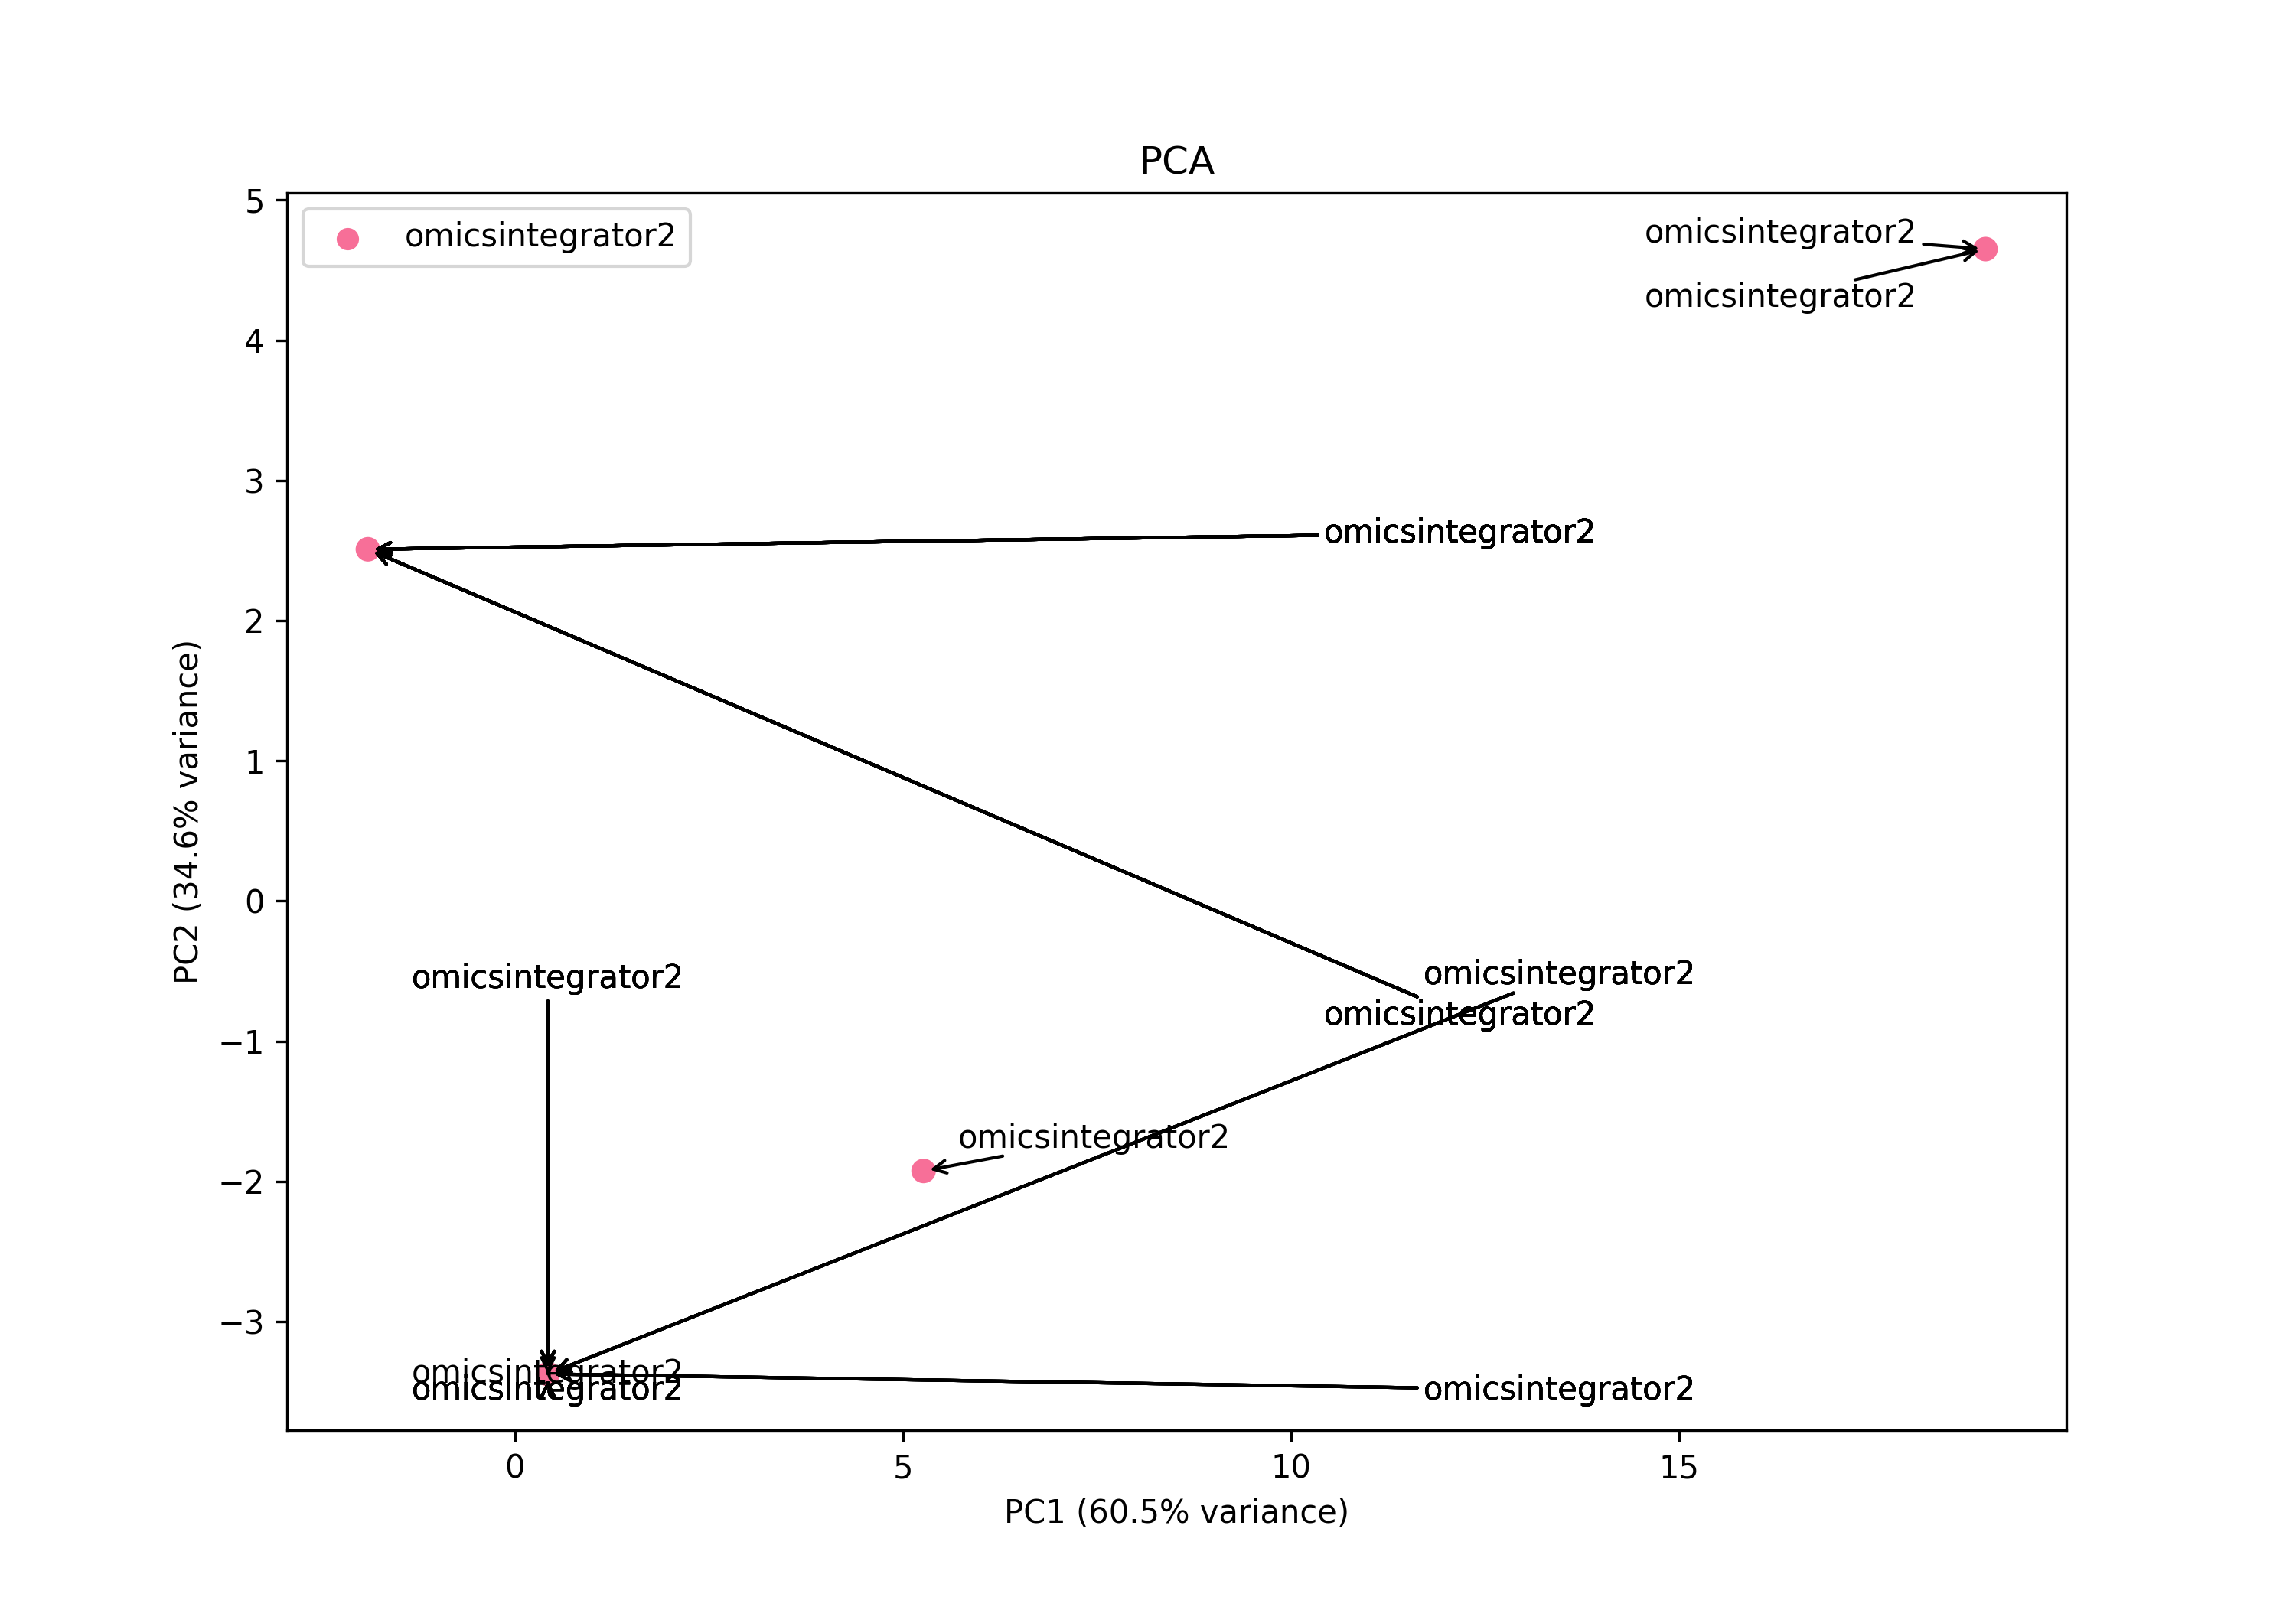 PCA
5
omicsintegrator2
omicsintegrator2
omicsintegrator2
4
3
omicsintegrator2
2
1
0
PC2 (34.6% variance)
omicsintegrator2
omicsintegrator2
omicsintegrator2
−1
omicsintegrator2
−2
−3
omicsintegrator2
omicsintegrator2
omicsintegrator2
0
5
10
15
PC1 (60.5% variance)